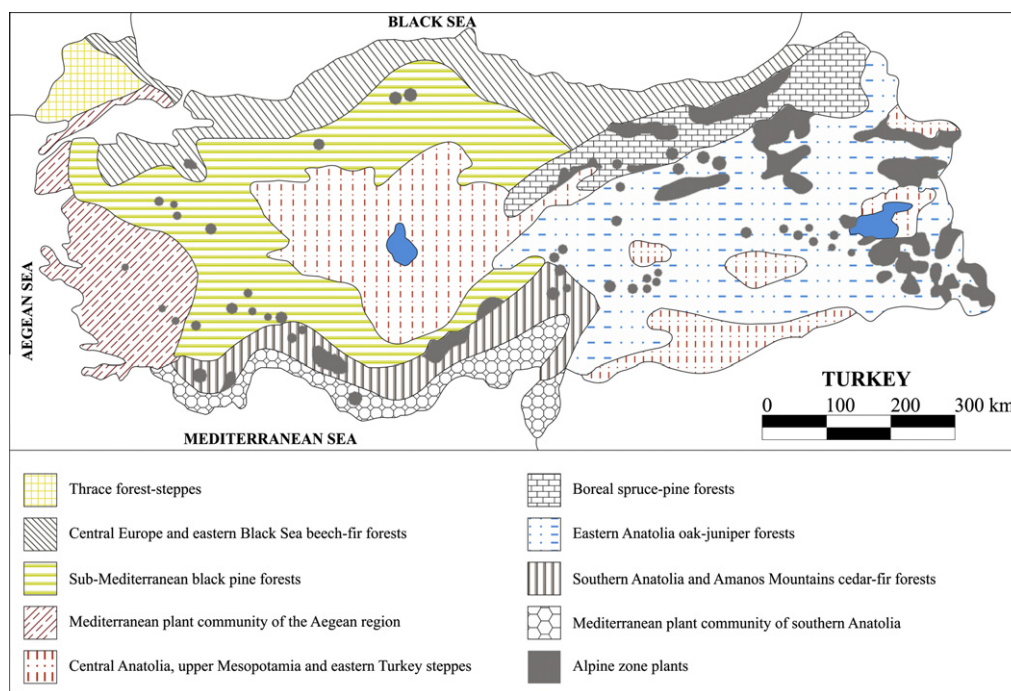 BLACK SEA
AEGEAN SEA
TURKEY
0 100 200 300 km
MEDITERRANEAN SEA
Thrace forest-steppes
Central Europe and eastern Black Sea beech-fir forests
Sub-Mediterranean black pine forests
Mediterranean plant community of the Aegean region
Central Anatolia, upper Mesopotamia and eastern Turkey steppes
Boreal spruce-pine forests
Eastern Anatolia oak-juniper forests
Southern Anatolia and Amanos Mountains cedar-fir forests
Mediterranean plant community of southern Anatolia
Alpine zone plants